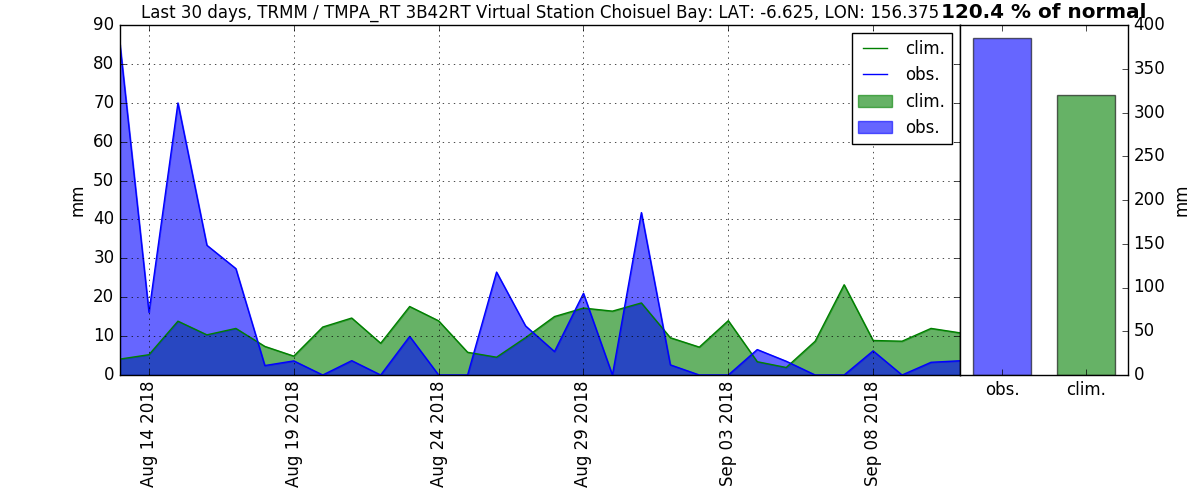 Last 30 days, TRMM / TMPA_RT 3B42RT Virtual Station Choisuel Bay: LAT: -6.625, LON: 156.375
120.4 % of normal
90
80
70
60
50
40
30
20
10
0
mm
clim.
obs.
clim.
obs.
Aug 14 2018
Aug 19 2018
Aug 24 2018
Aug 29 2018
Sep 03 2018
Sep 08 2018
400
350
300
250
200
150
100
50
0
mm
obs.
clim.